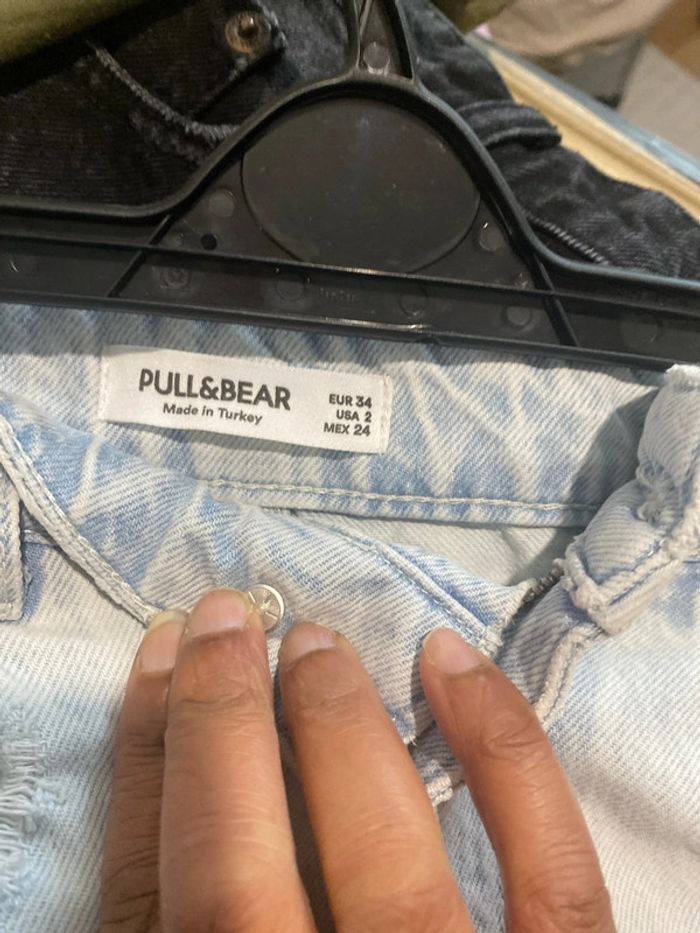 PULL&BEAR
Made in Turkey
EUR 34
USA 2
MEX 24